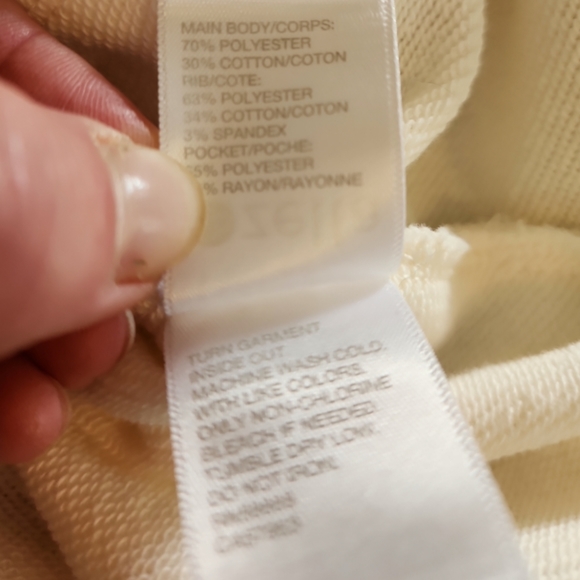 MAIN BODY/CORPS:
70% POLYESTER
30% COTTON/COTON
RIB/COTE:
63% POLYESTER
34% COTTON/COTON
3% SPANDEX
POCKET/POCHE:
5% POLYESTER
% RAYON/RAYONNE
TURN GARMENT
INSIDE OUT
MACHINE WASH COLD,
WITH LIKE COLORS,
ONLY NON-CHLORINE
BLEACH IF NEEDED
TUMBLE DRY LOW
DO NOT IRON.